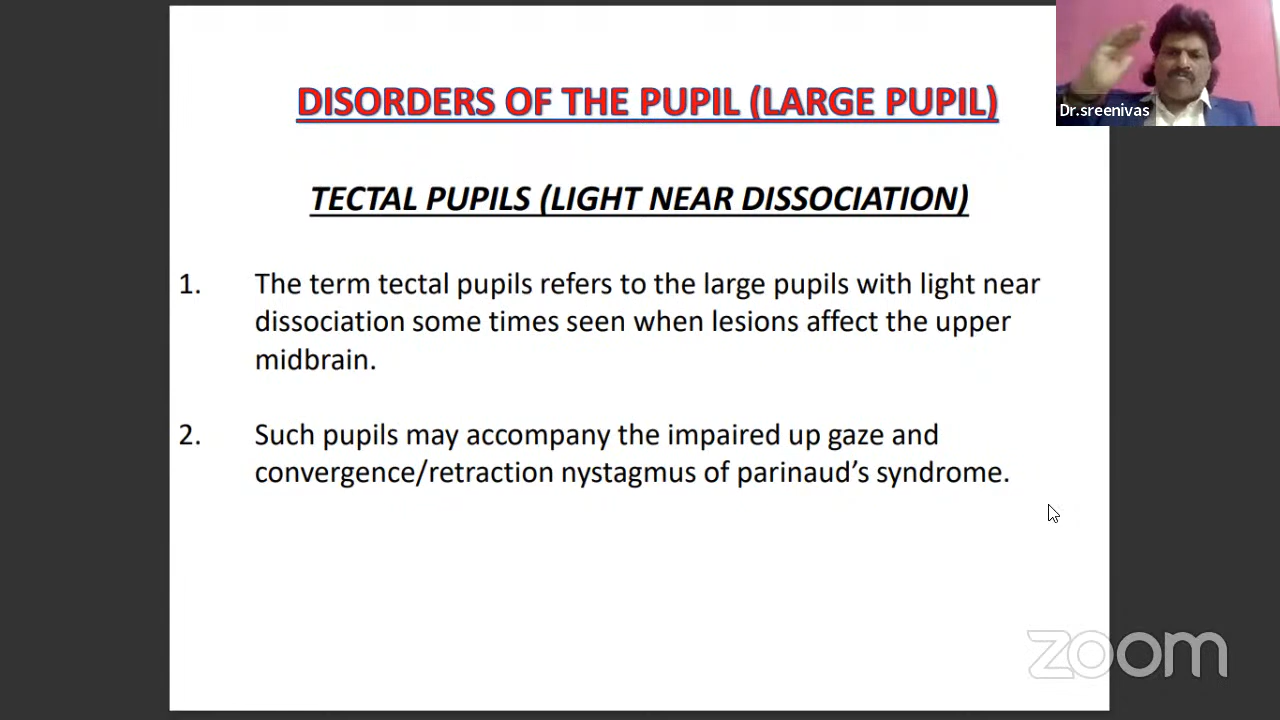 DISORDERS OF THE PUPIL (LARGE PUPIL)
Dr.sreenivas
TECTAL PUPILS (LIGHT NEAR DISSOCIATION)
1. The term tectal pupils refers to the large pupils with light near
dissociation some times seen when lesions affect the upper
midbrain.
2. Such pupils may accompany the impaired up gaze and
convergence/retraction nystagmus of parinaud’s syndrome.
zoom